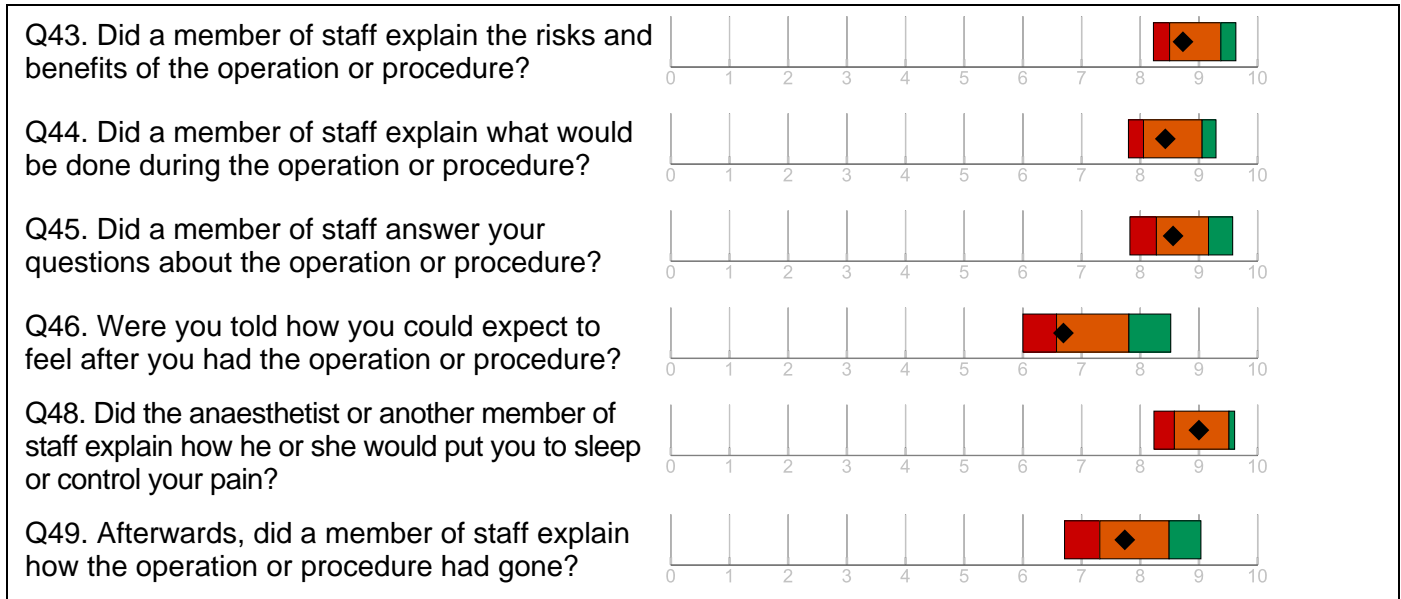 Q43. Did a member of staff explain the risks and
benefits of the operation or procedure?
0 1 2 3 4 5 6 7 8 9 10
Q44. Did a member of staff explain what would
be done during the operation or procedure?
0 1 2 3 4 5 6 7 8 9 10
Q45. Did a member of staff answer your
questions about the operation or procedure?
0 1 2 3 4 5 6 7 8 9 10
Q46. Were you told how you could expect to
feel after you had the operation or procedure?
0 1 2 3 4 5 6 7 8 9 10
Q48. Did the anaesthetist or another member of
staff explain how he or she would put you to sleep
or control your pain?
0 1 2 3 4 5 6 7 8 9 10
Q49. Afterwards, did a member of staff explain
how the operation or procedure had gone?
0 1 2 3 4 5 6 7 8 9 10